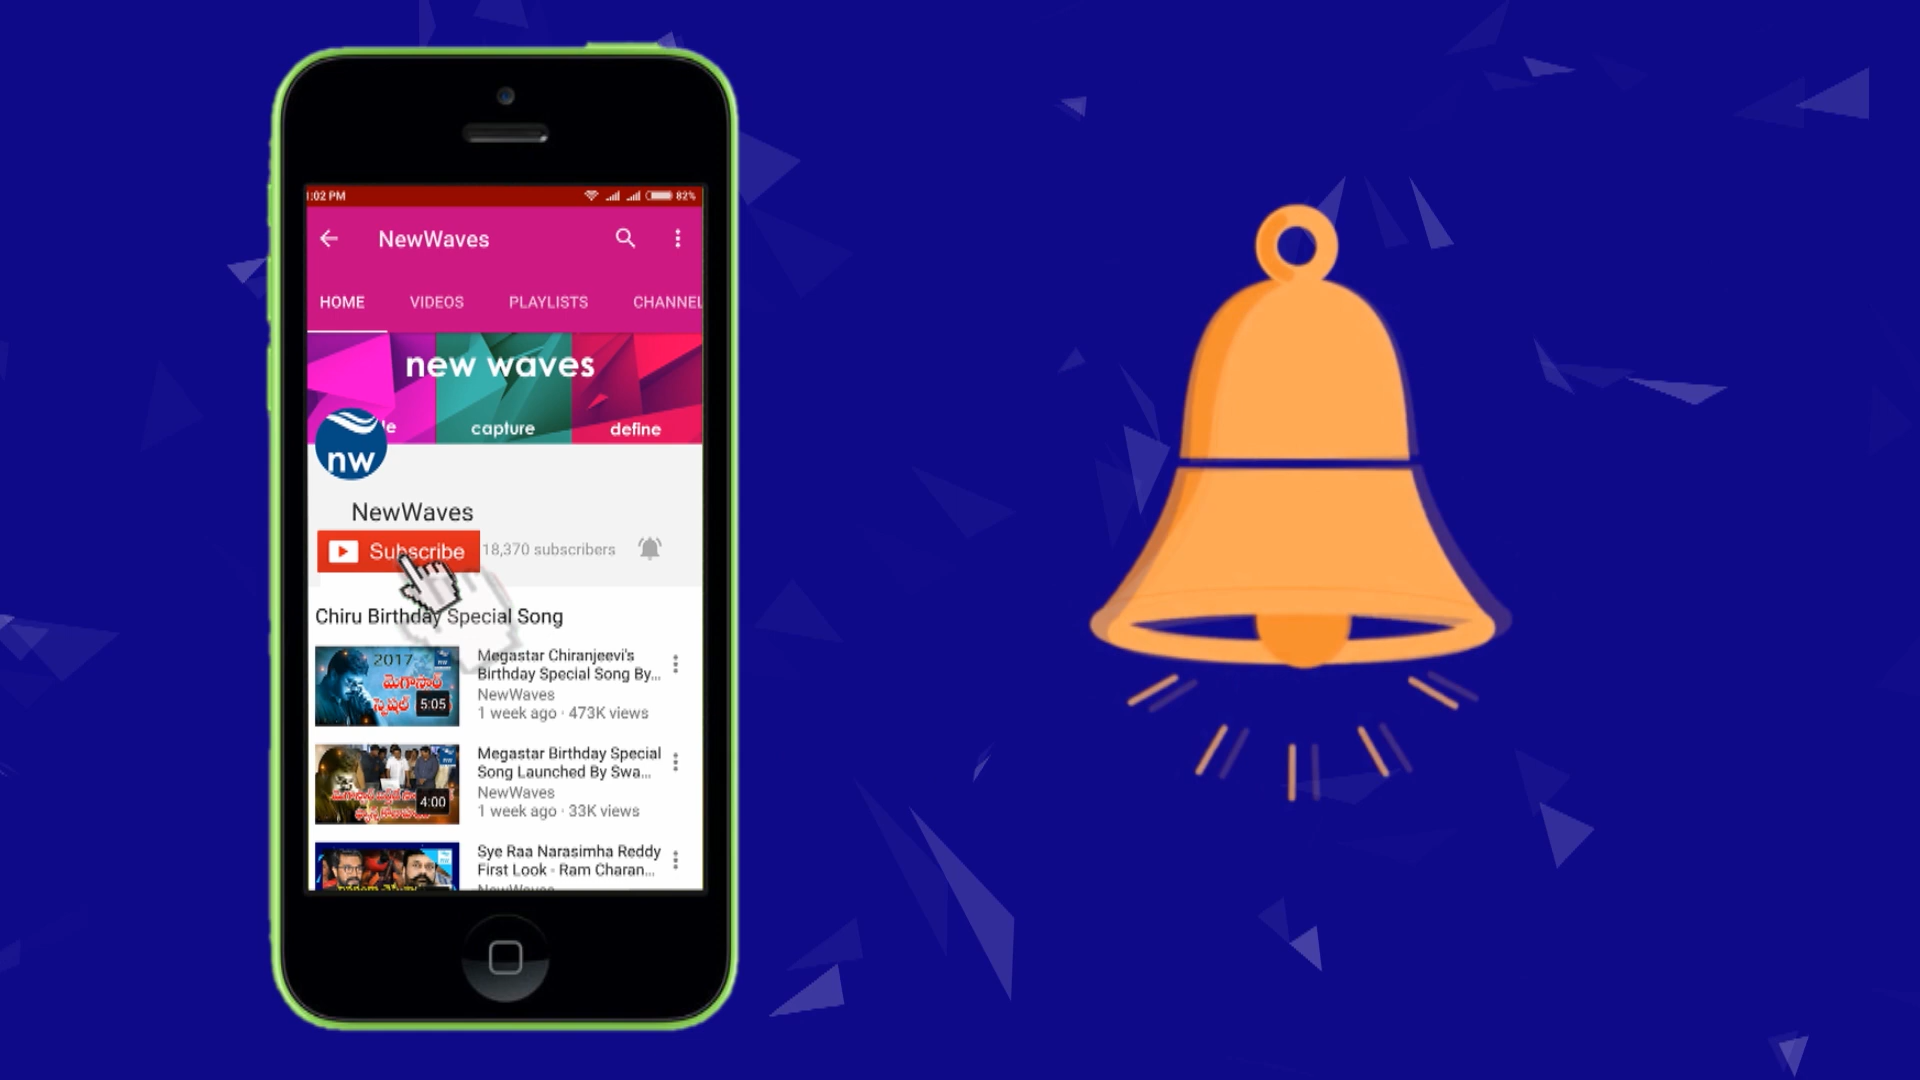 1:02 PM
82%
NewWaves
HOME VIDEOS PLAYLISTS CHANNEL
new waves
le capture define
nw
NewWaves
Subscribe 18,370 subscribers
Chiru Birthday Special Song
2017
మెగాస్టార్
స్పెషల్
5:05
Megastar Chiranjeevi's
Birthday Special Song By...
NewWaves
1 week ago · 473K views
4:00
Megastar Birthday Special
Song Launched By Swa...
NewWaves
1 week ago · 33K views
Sye Raa Narasimha Reddy
First Look - Ram Charan...
NewWaves